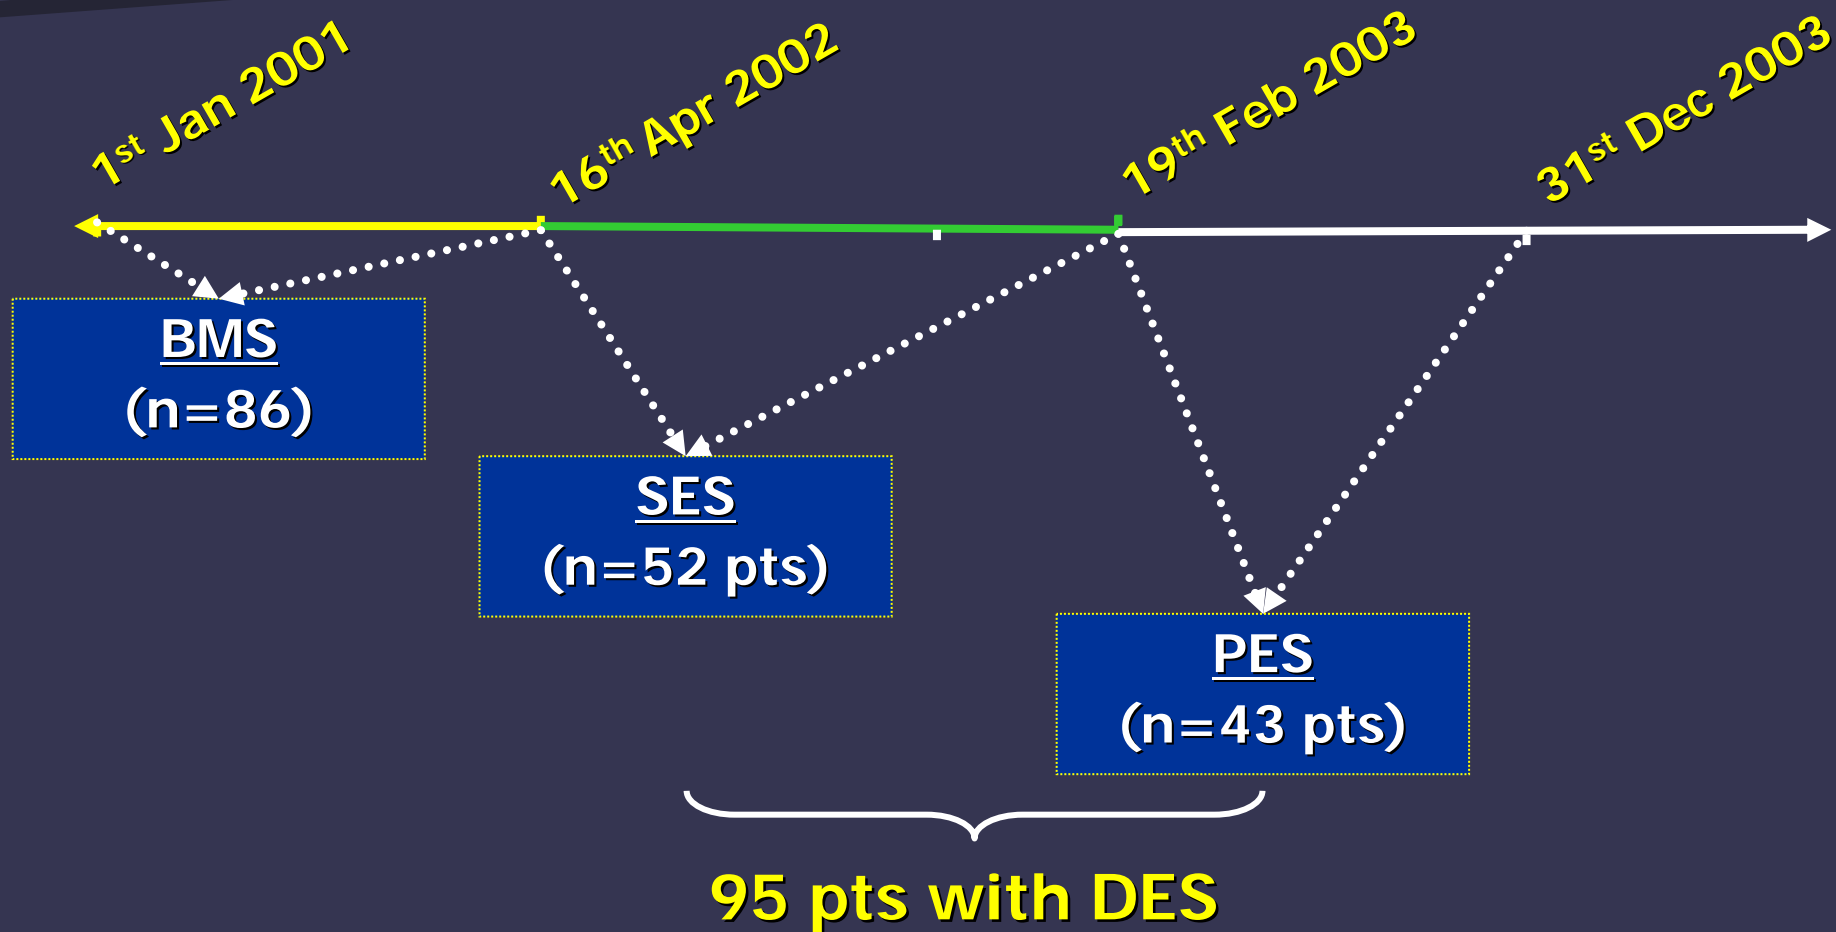 1st Jan 2001
16th Apr 2002
19th Feb 2003
31st Dec 2003
BMS
(n=86)
SES
(n=52 pts)
PES
(n=43 pts)
95 pts with DES